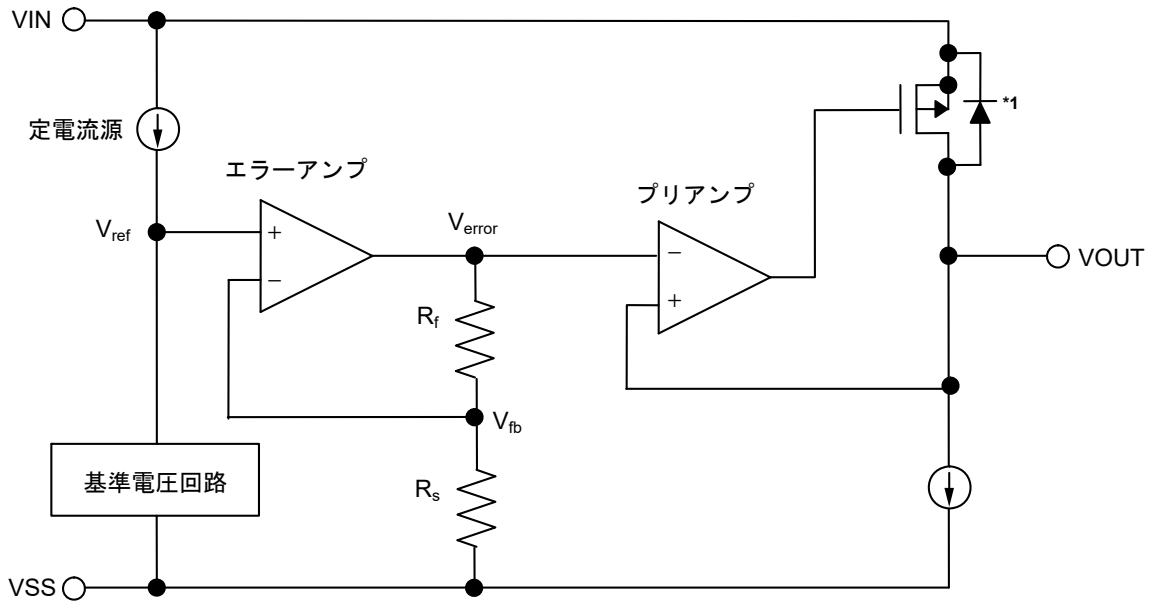 VIN
*1
定電流源
エラーアンプ
プリアンプ
Vref
+
−
Verror
−
+
VOUT
Rf
Vfb
基準電圧回路
Rs
VSS